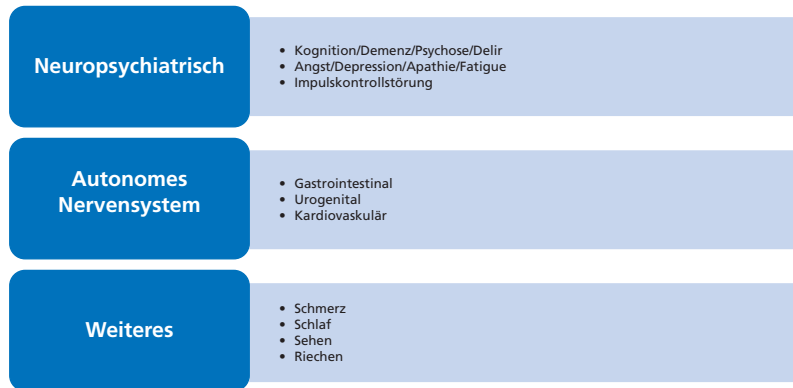 Neuropsychiatrisch
• Kognition/Demenz/Psychose/Delir
• Angst/Depression/Apathie/Fatigue
• Impulskontrollstörung
Autonomes
Nervensystem
• Gastrointestinal
• Urogenital
• Kardiovaskulär
Weiteres
• Schmerz
• Schlaf
• Sehen
• Riechen